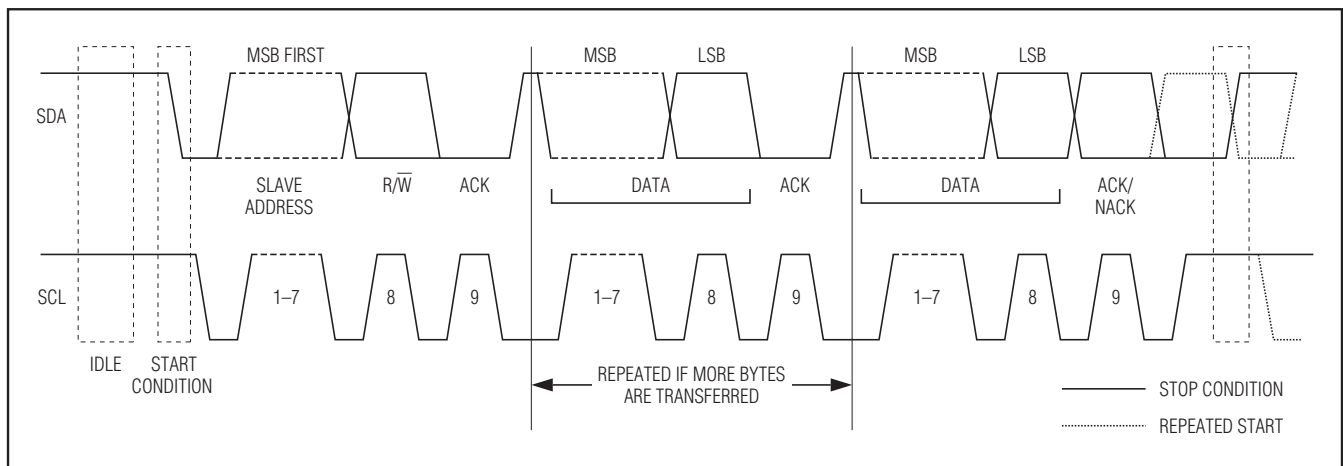 MSB FIRST
MSB
LSB
MSB
LSB
SDA
SLAVE
ADDRESS
R/W̅
ACK
DATA
ACK
DATA
ACK/
NACK
SCL
1–7
8
9
1–7
8
9
1–7
8
9
IDLE
START
CONDITION
REPEATED IF MORE BYTES
ARE TRANSFERRED
STOP CONDITION
REPEATED START